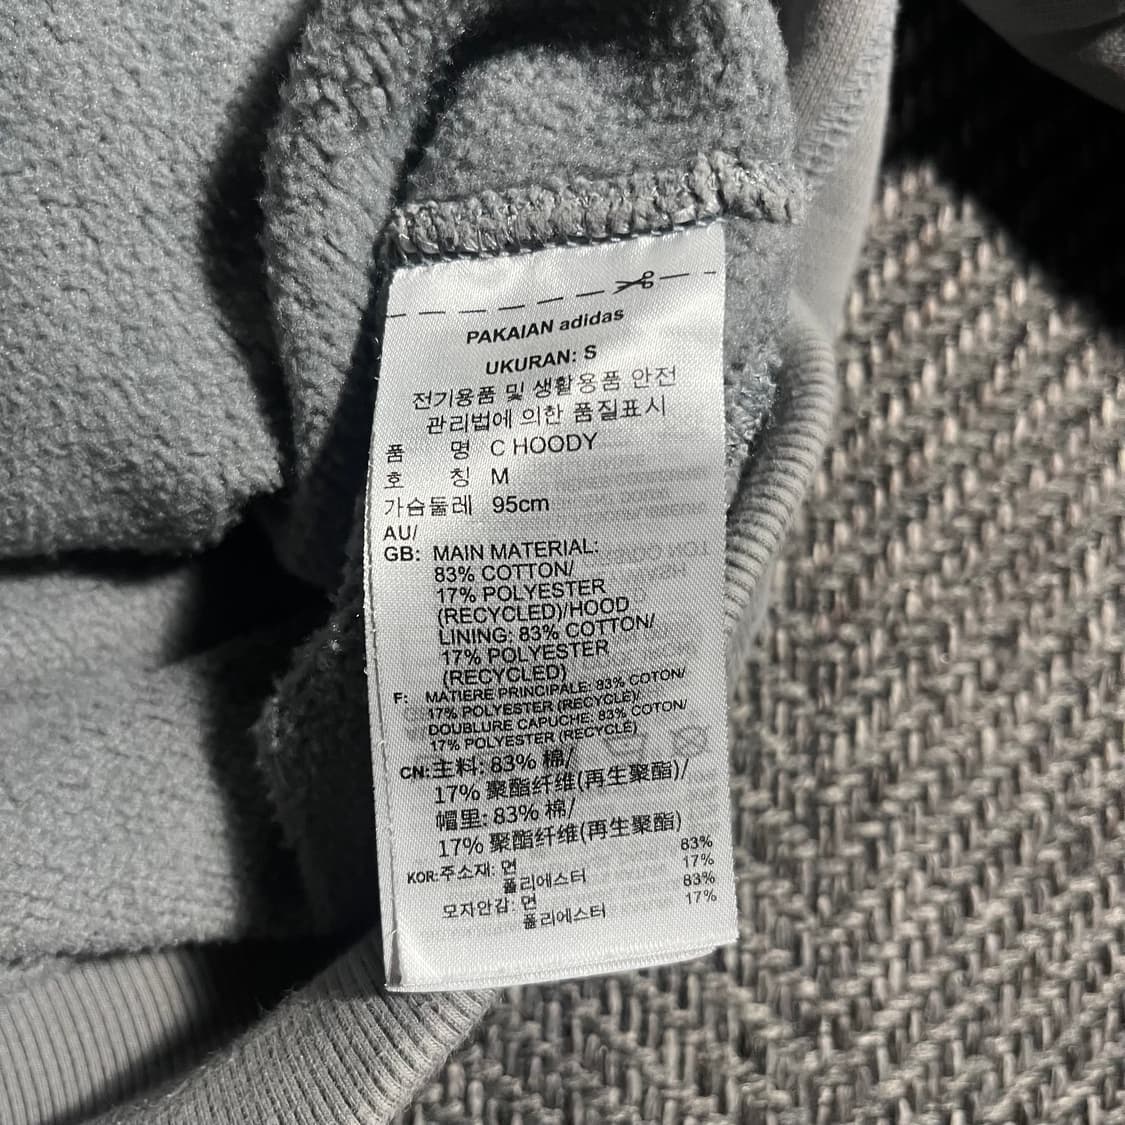 PAKAIAN adidas
UKURAN: S
전기용품 및 생활용품 안전
관리법에 의한 품질표시
품 명 C HOODY
호 칭 M
가슴둘레 95cm
AU/
GB: MAIN MATERIAL:
83% COTTON/
17% POLYESTER
(RECYCLED)/HOOD
LINING: 83% COTTON/
17% POLYESTER
(RECYCLED)
F: MATIERE PRINCIPALE: 83% COTON/
17% POLYESTER (RECYCLE)/
DOUBLURE CAPUCHE: 83% COTON/
17% POLYESTER (RECYCLE)
CN:主料: 83% 棉/
17% 聚酯纤维(再生聚酯)/
帽里: 83% 棉/
17% 聚酯纤维(再生聚酯)
KOR:주소재: 면 83%
폴리에스터 17%
모자안감: 면 83%
폴리에스터 17%